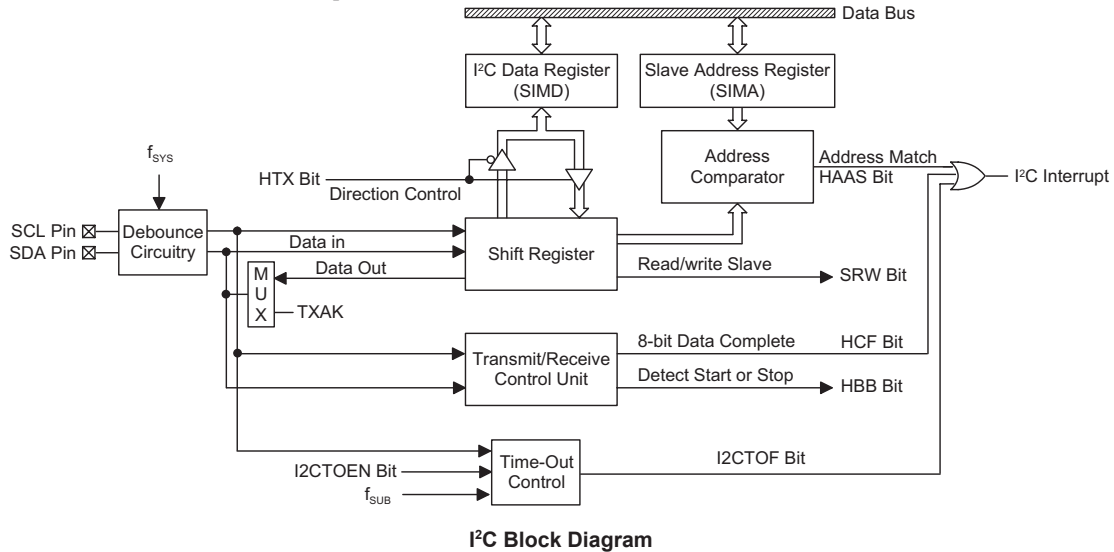 Data Bus
I²C Data Register
(SIMD)
Slave Address Register
(SIMA)
fSYS
HTX Bit
Direction Control
Address
Comparator
Address Match
HAAS Bit
I²C Interrupt
SCL Pin
SDA Pin
Debounce
Circuitry
Data in
Shift Register
Data Out
M
U
X
TXAK
Read/write Slave
SRW Bit
Transmit/Receive
Control Unit
8-bit Data Complete
HCF Bit
Detect Start or Stop
HBB Bit
I2CTOEN Bit
fSUB
Time-Out
Control
I2CTOF Bit
I²C Block Diagram